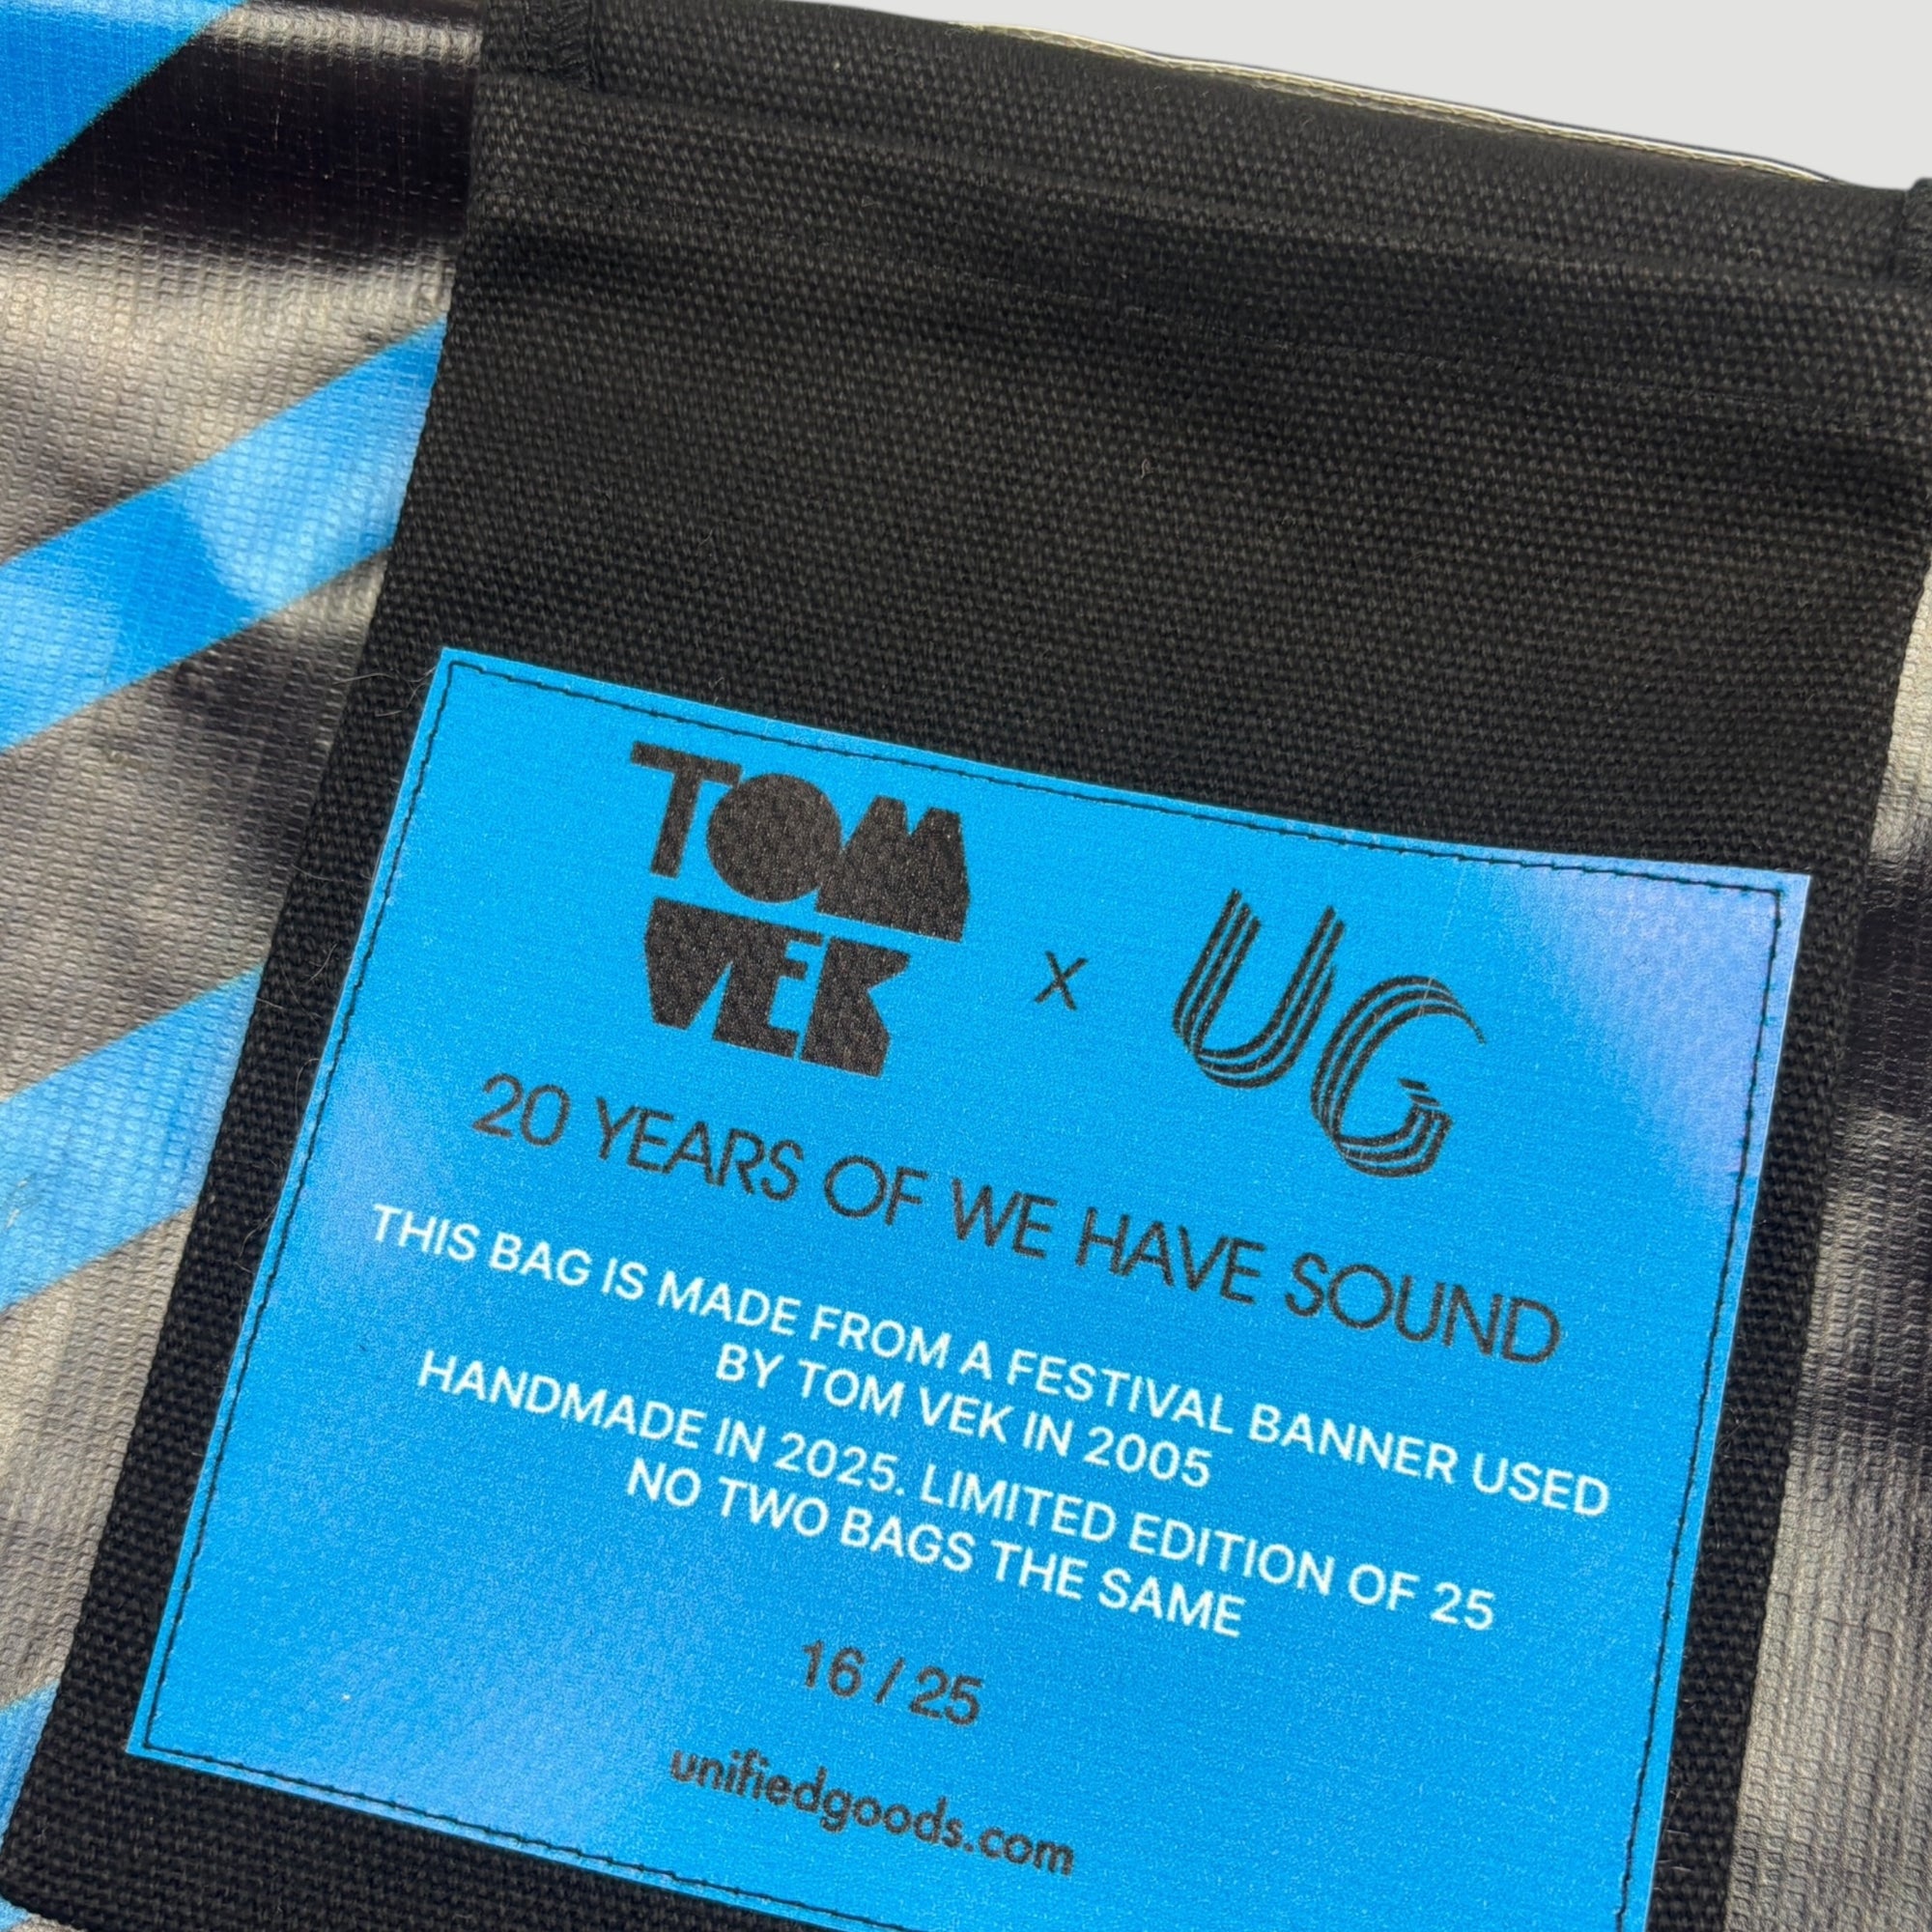 TOM
VEK
x
UG
20 YEARS OF WE HAVE SOUND
THIS BAG IS MADE FROM A FESTIVAL BANNER USED
BY TOM VEK IN 2005
HANDMADE IN 2025. LIMITED EDITION OF 25
NO TWO BAGS THE SAME
16 / 25
unifiedgoods.com